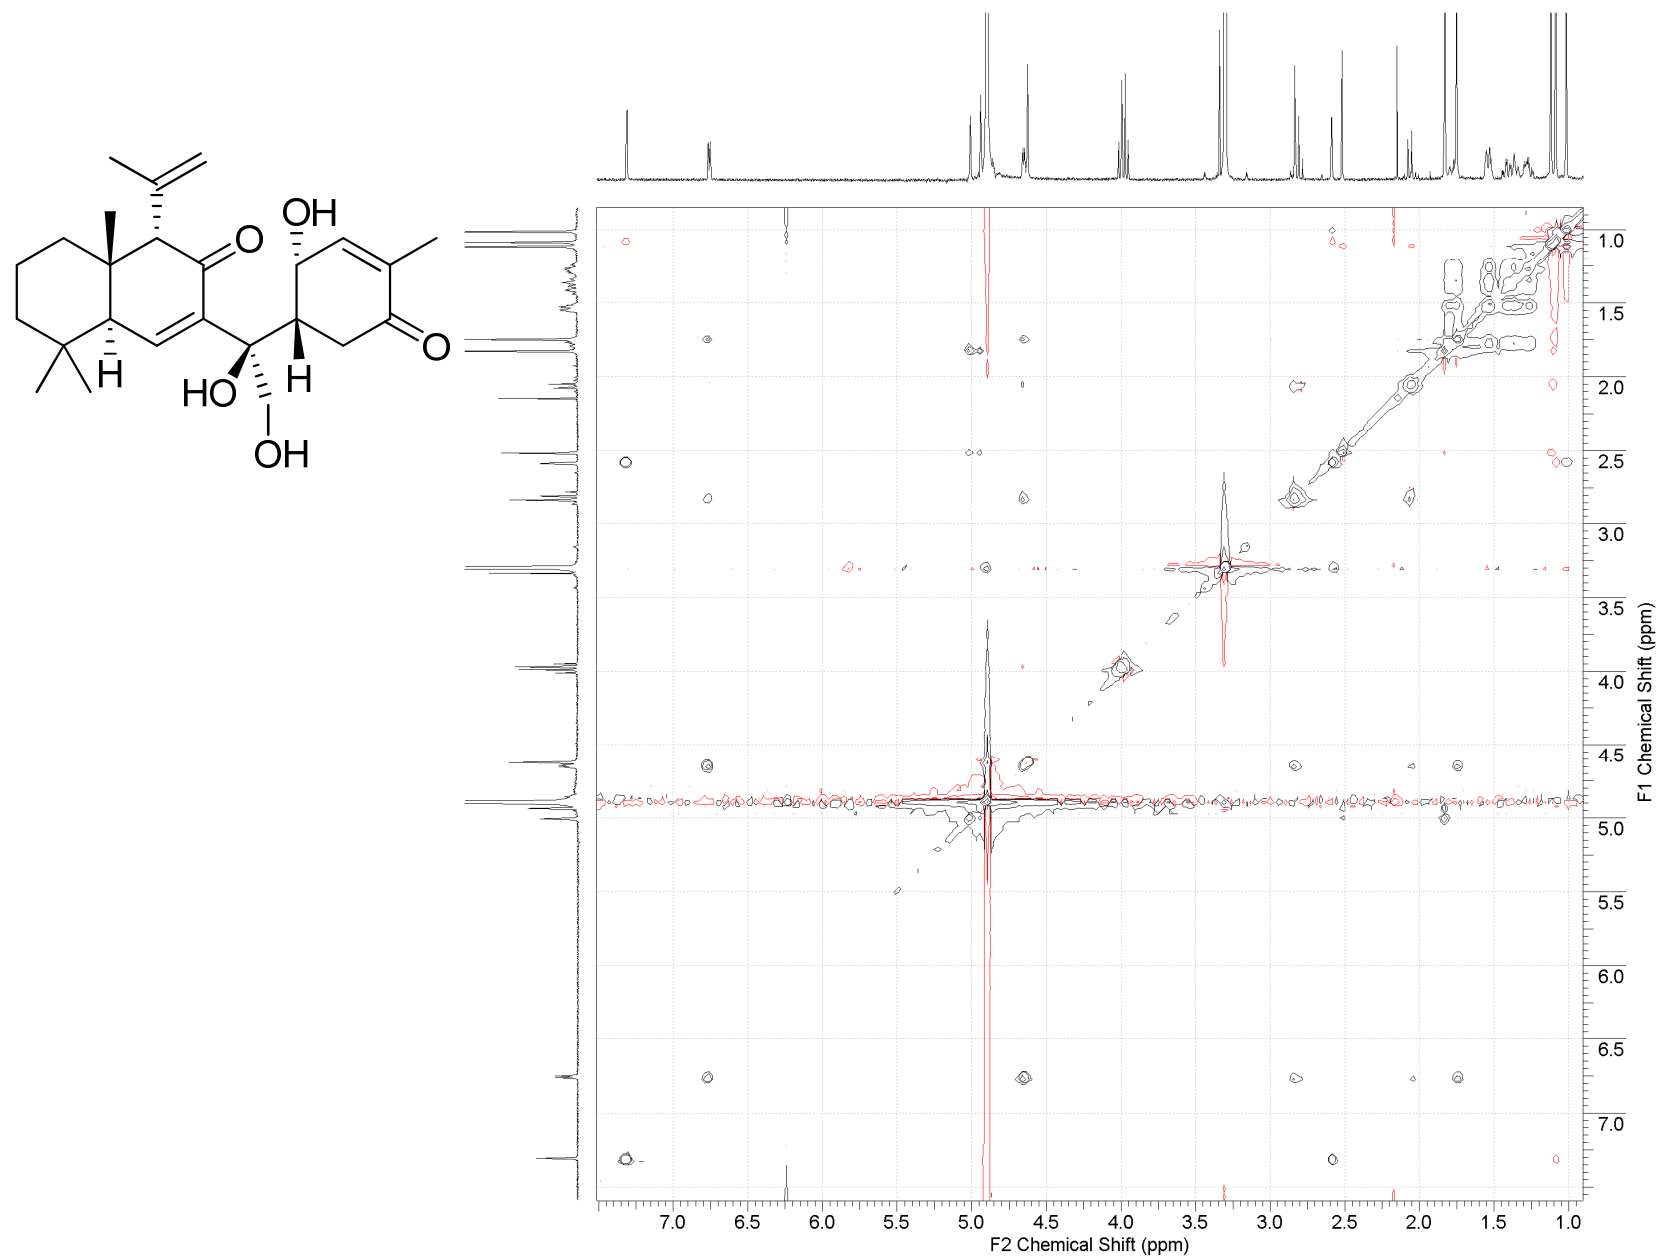 OH
O
O
H
HO
H
OH
1.0
1.5
2.0
2.5
3.0
3.5
4.0
4.5
5.0
5.5
6.0
6.5
7.0
F1 Chemical Shift (ppm)
7.0 6.5 6.0 5.5 5.0 4.5 4.0 3.5 3.0 2.5 2.0 1.5 1.0
F2 Chemical Shift (ppm)